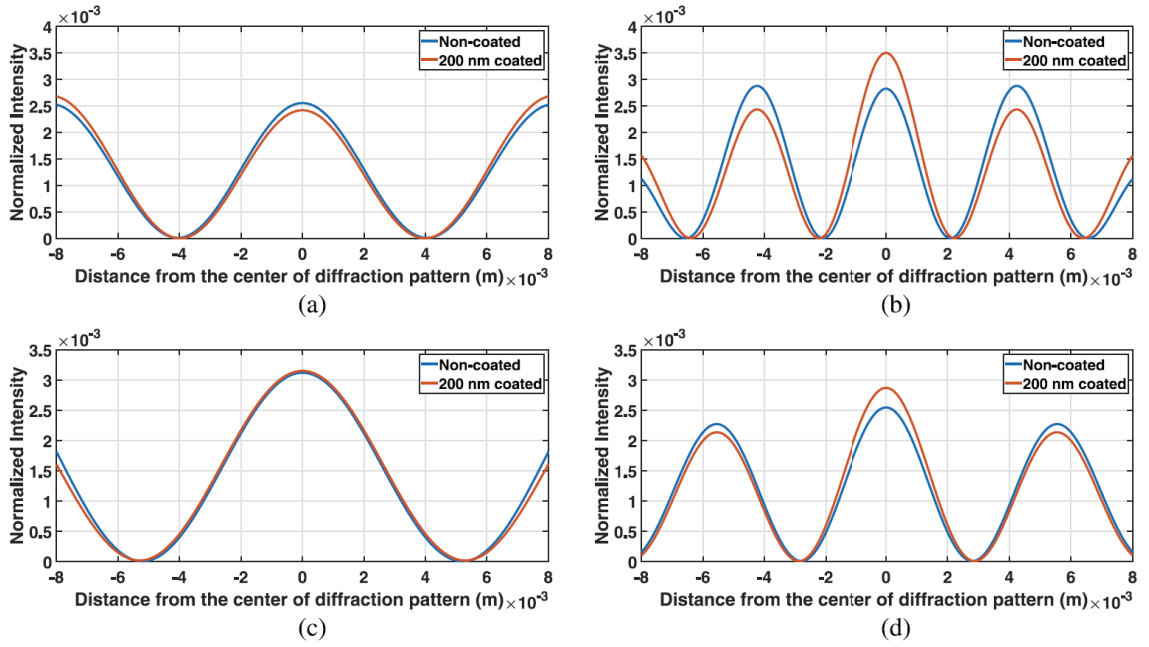 ×10⁻³
4
3.5
3
2.5
2
1.5
1
0.5
0
Normalized Intensity
Non-coated
200 nm coated
-8 -6 -4 -2 0 2 4 6 8
Distance from the center of diffraction pattern (m) ×10⁻³
(a)
×10⁻³
4
3.5
3
2.5
2
1.5
1
0.5
0
Normalized Intensity
Non-coated
200 nm coated
-8 -6 -4 -2 0 2 4 6 8
Distance from the center of diffraction pattern (m) ×10⁻³
(b)
×10⁻³
3.5
3
2.5
2
1.5
1
0.5
0
Normalized Intensity
Non-coated
200 nm coated
-8 -6 -4 -2 0 2 4 6 8
Distance from the center of diffraction pattern (m) ×10⁻³
(c)
×10⁻³
3.5
3
2.5
2
1.5
1
0.5
0
Normalized Intensity
Non-coated
200 nm coated
-8 -6 -4 -2 0 2 4 6 8
Distance from the center of diffraction pattern (m) ×10⁻³
(d)